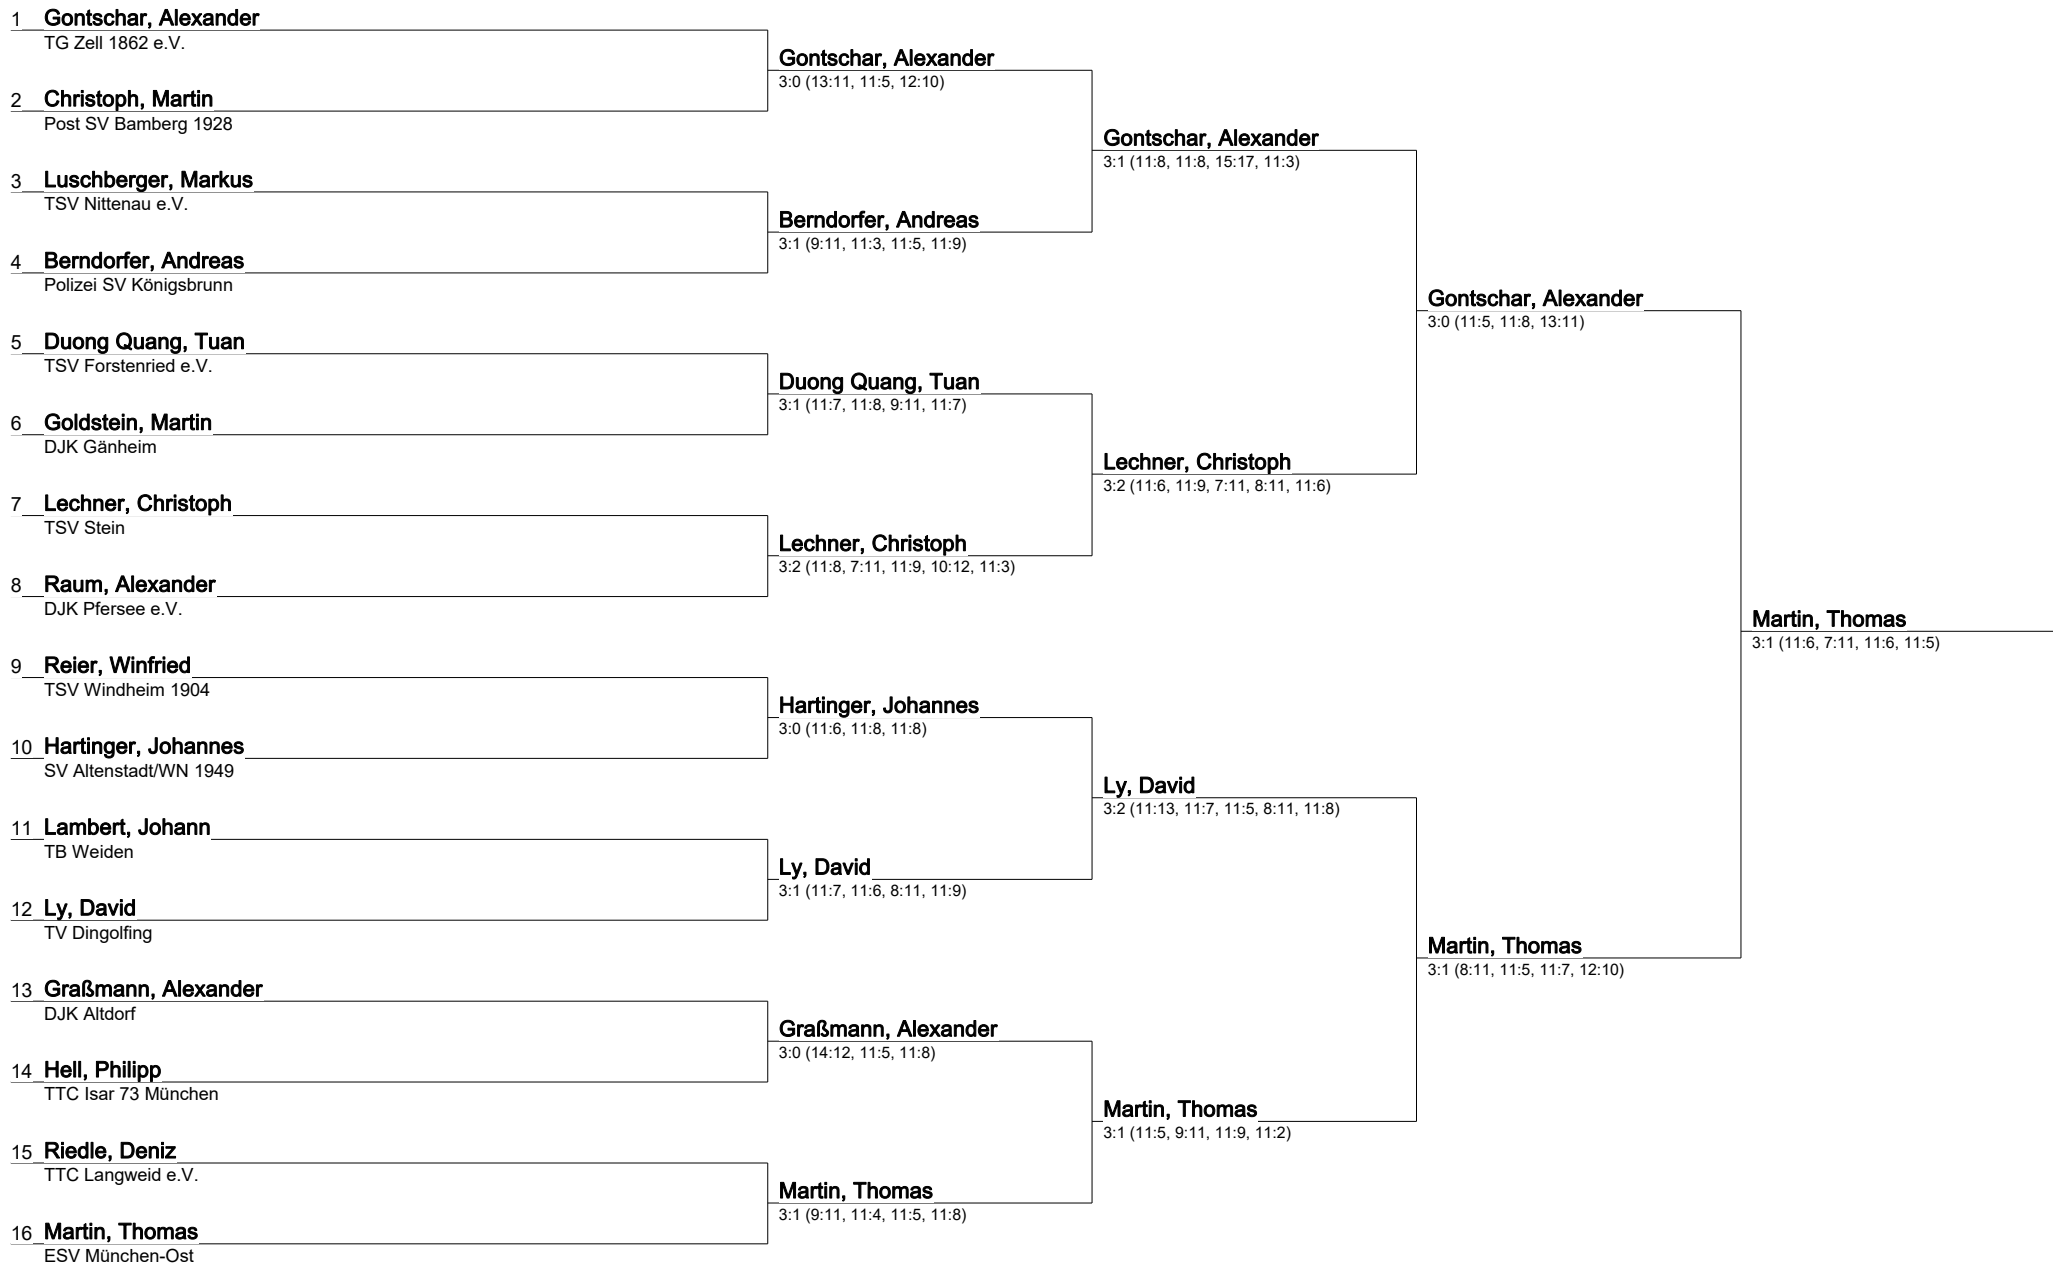 1 Gontschar, Alexander
TG Zell 1862 e.V.
2 Christoph, Martin
Post SV Bamberg 1928
3 Luschberger, Markus
TSV Nittenau e.V.
4 Berndorfer, Andreas
Polizei SV Königsbrunn
5 Duong Quang, Tuan
TSV Forstenried e.V.
6 Goldstein, Martin
DJK Gänheim
7 Lechner, Christoph
TSV Stein
8 Raum, Alexander
DJK Pfersee e.V.
9 Reier, Winfried
TSV Windheim 1904
10 Hartinger, Johannes
SV Altenstadt/WN 1949
11 Lambert, Johann
TB Weiden
12 Ly, David
TV Dingolfing
13 Graßmann, Alexander
DJK Altdorf
14 Hell, Philipp
TTC Isar 73 München
15 Riedle, Deniz
TTC Langweid e.V.
16 Martin, Thomas
ESV München-Ost
Gontschar, Alexander
3:0 (13:11, 11:5, 12:10)
Berndorfer, Andreas
3:1 (9:11, 11:3, 11:5, 11:9)
Duong Quang, Tuan
3:1 (11:7, 11:8, 9:11, 11:7)
Lechner, Christoph
3:2 (11:8, 7:11, 11:9, 10:12, 11:3)
Hartinger, Johannes
3:0 (11:6, 11:8, 11:8)
Ly, David
3:1 (11:7, 11:6, 8:11, 11:9)
Graßmann, Alexander
3:0 (14:12, 11:5, 11:8)
Martin, Thomas
3:1 (9:11, 11:4, 11:5, 11:8)
Gontschar, Alexander
3:1 (11:8, 11:8, 15:17, 11:3)
Lechner, Christoph
3:2 (11:6, 11:9, 7:11, 8:11, 11:6)
Ly, David
3:2 (11:13, 11:7, 11:5, 8:11, 11:8)
Martin, Thomas
3:1 (11:5, 9:11, 11:9, 11:2)
Gontschar, Alexander
3:0 (11:5, 11:8, 13:11)
Martin, Thomas
3:1 (8:11, 11:5, 11:7, 12:10)
Martin, Thomas
3:1 (11:6, 7:11, 11:6, 11:5)